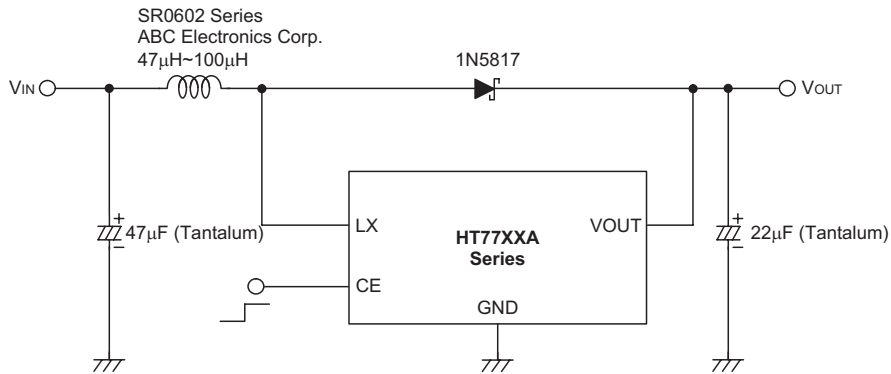 SR0602 Series
ABC Electronics Corp.
47μH~100μH
1N5817
VIN
VOUT
+
47μF (Tantalum)
−
LX
HT77XXA
Series
VOUT
+
22μF (Tantalum)
−
CE
GND